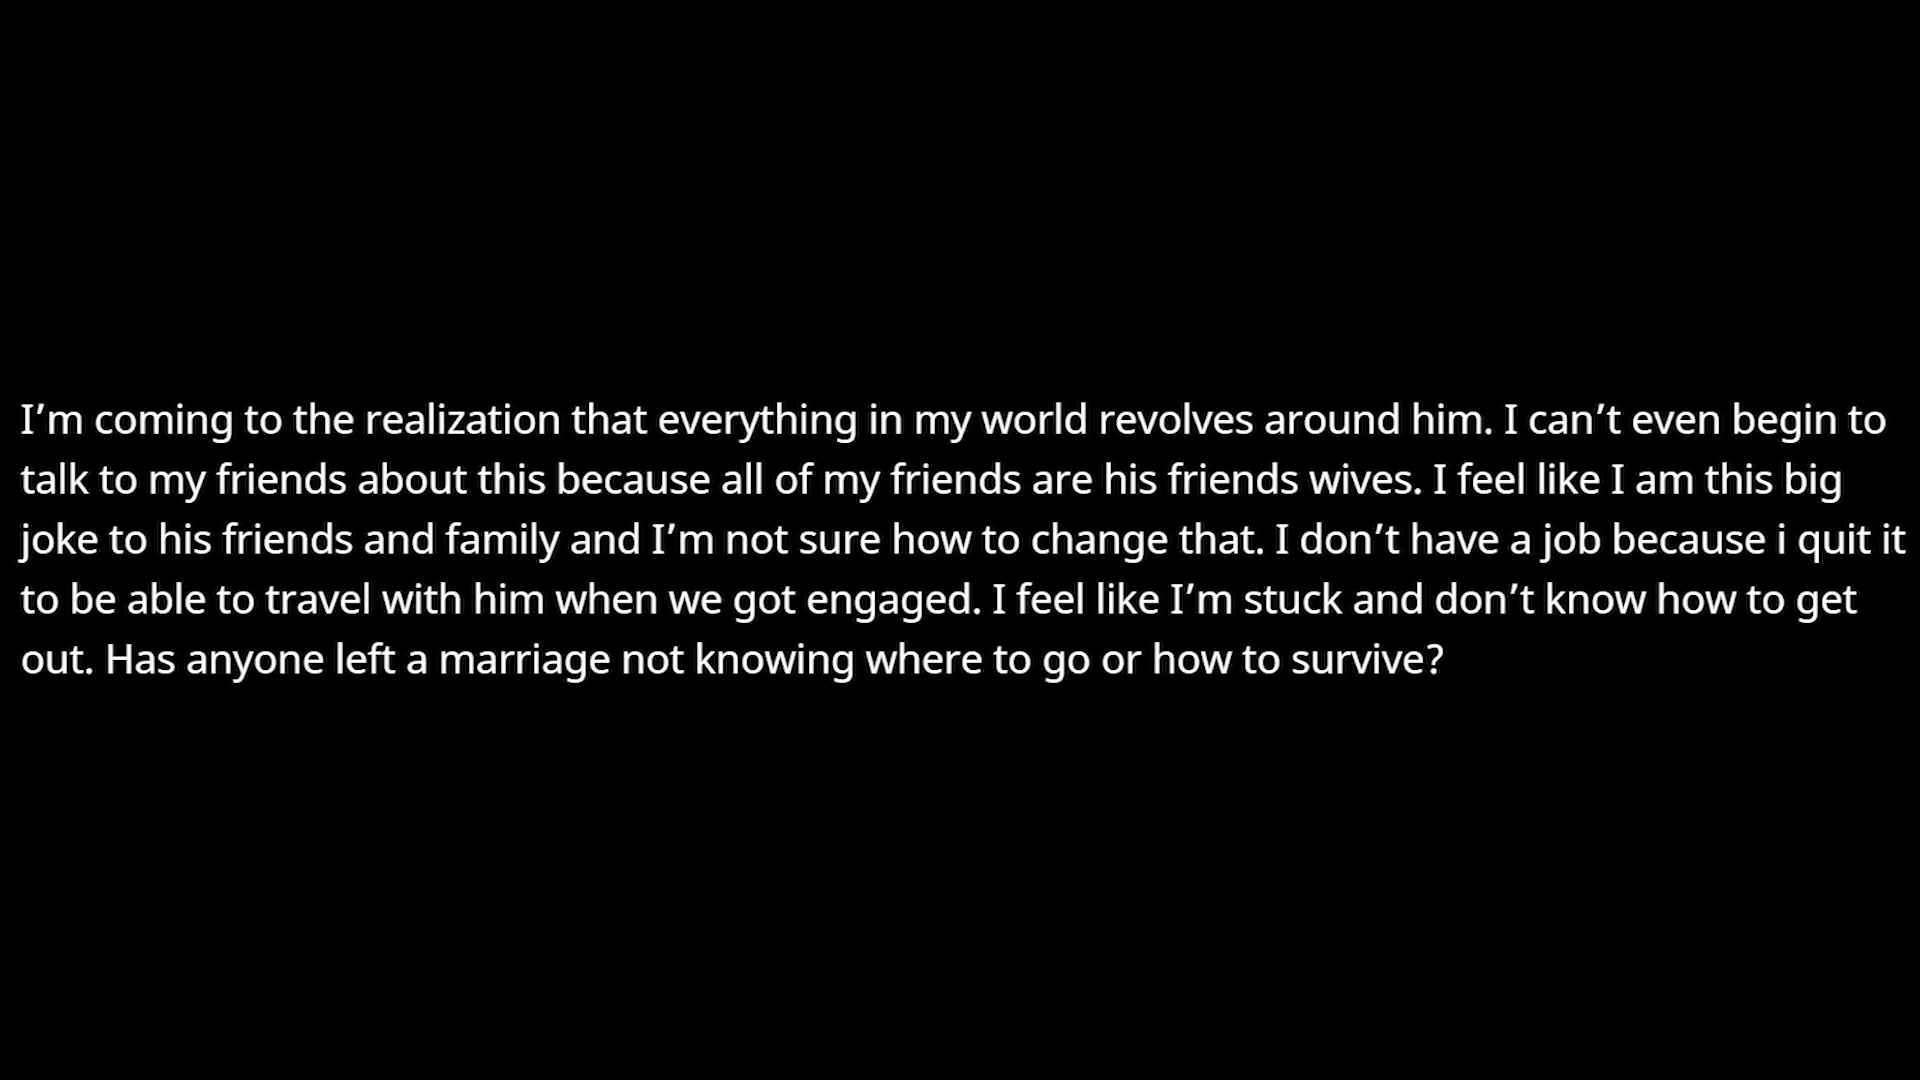 I’m coming to the realization that everything in my world revolves around him. I can’t even begin to
talk to my friends about this because all of my friends are his friends wives. I feel like I am this big
joke to his friends and family and I’m not sure how to change that. I don’t have a job because i quit it
to be able to travel with him when we got engaged. I feel like I’m stuck and don’t know how to get
out. Has anyone left a marriage not knowing where to go or how to survive?